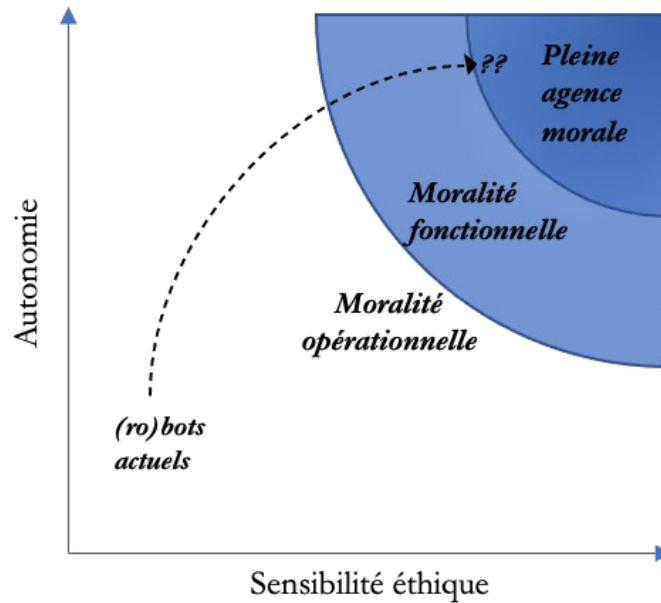 Autonomie
?? Pleine
agence
morale
Moralité
fonctionnelle
Moralité
opérationnelle
(ro)bots
actuels
Sensibilité éthique